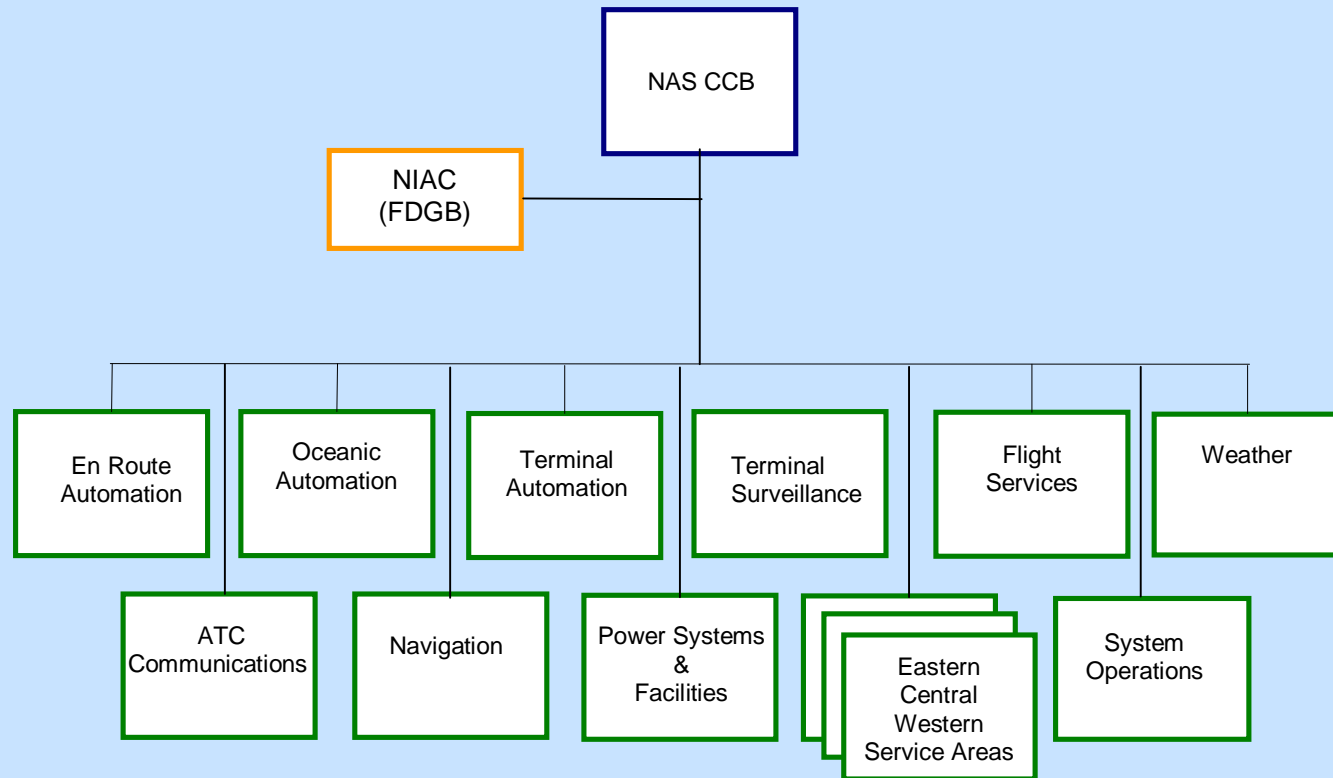 NAS CCB
NIAC
(FDGB)
En Route
Automation
Oceanic
Automation
Terminal
Automation
Terminal
Surveillance
Flight
Services
Weather
ATC
Communications
Navigation
Power Systems
&
Facilities
Eastern
Central
Western
Service Areas
System
Operations